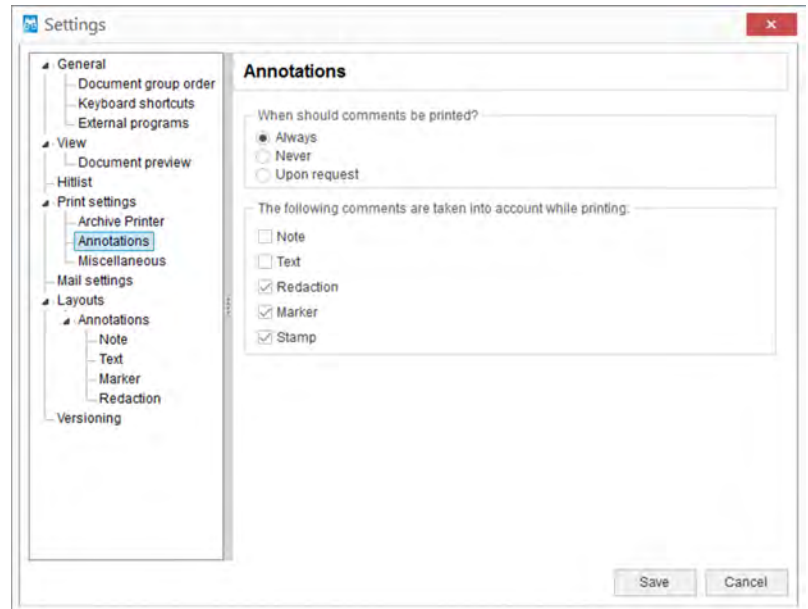 Settings
General
Document group order
Keyboard shortcuts
External programs
View
Document preview
Hitlist
Print settings
Archive Printer
Annotations
Miscellaneous
Mail settings
Layouts
Annotations
Note
Text
Marker
Redaction
Versioning
Annotations
When should comments be printed?
Always
Never
Upon request
The following comments are taken into account while printing:
Note
Text
Redaction
Marker
Stamp
Save
Cancel